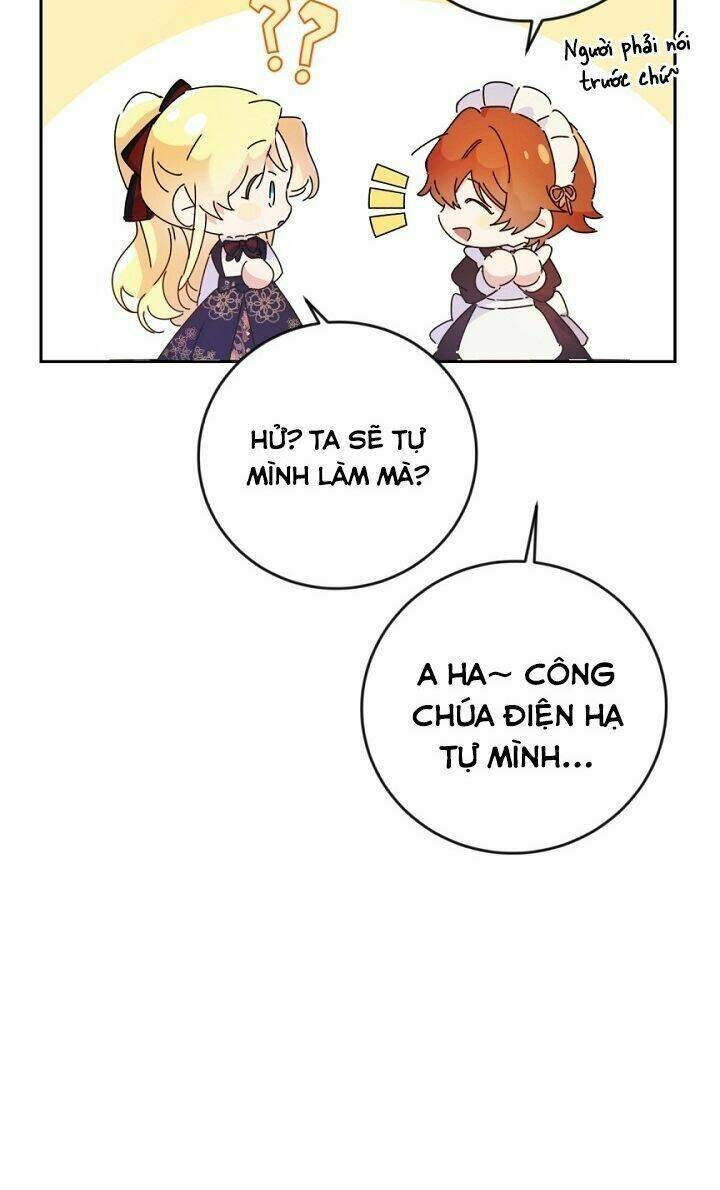 ??
Người phải nói
trước chứ~
HỬ? TA SẼ TỰ
MÌNH LÀM MÀ?
A HA~ CÔNG
CHÚA ĐIỆN HẠ
TỰ MÌNH...